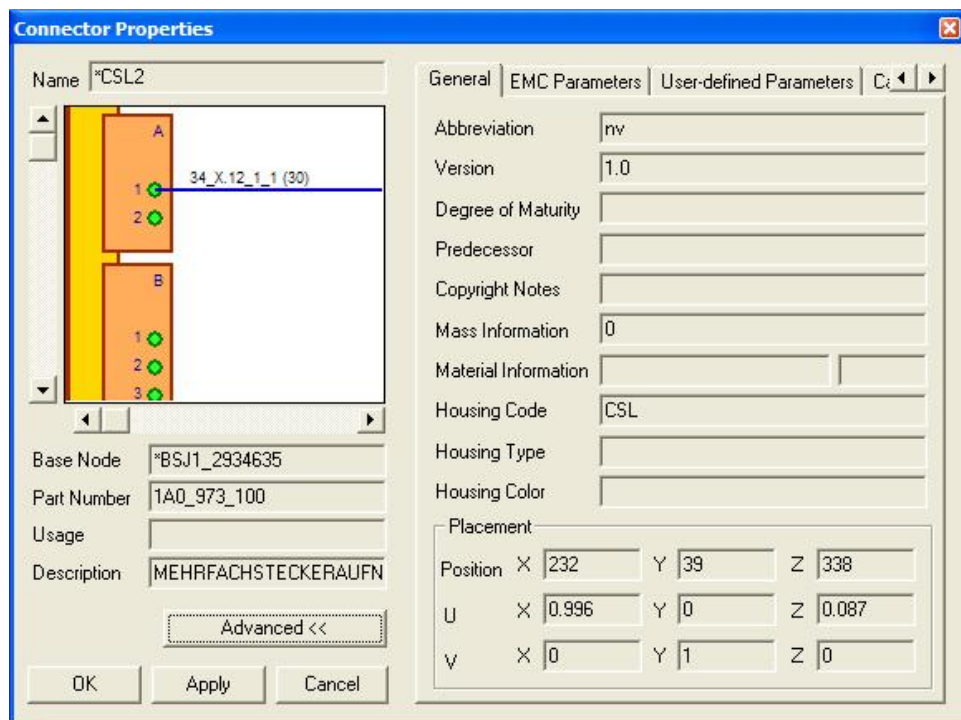 Connector Properties
Name *CSL2
A
1 34_X.12_1_1 (30)
2
B
1
2
3
Base Node *BSJ1_2934635
Part Number 1A0_973_100
Usage
Description MEHRFACHSTECKERAUFN
Advanced <<
OK Apply Cancel
General EMC Parameters User-defined Parameters
Abbreviation nv
Version 1.0
Degree of Maturity
Predecessor
Copyright Notes
Mass Information 0
Material Information
Housing Code CSL
Housing Type
Housing Color
Placement
Position X 232 Y 39 Z 338
U X 0.996 Y 0 Z 0.087
V X 0 Y 1 Z 0